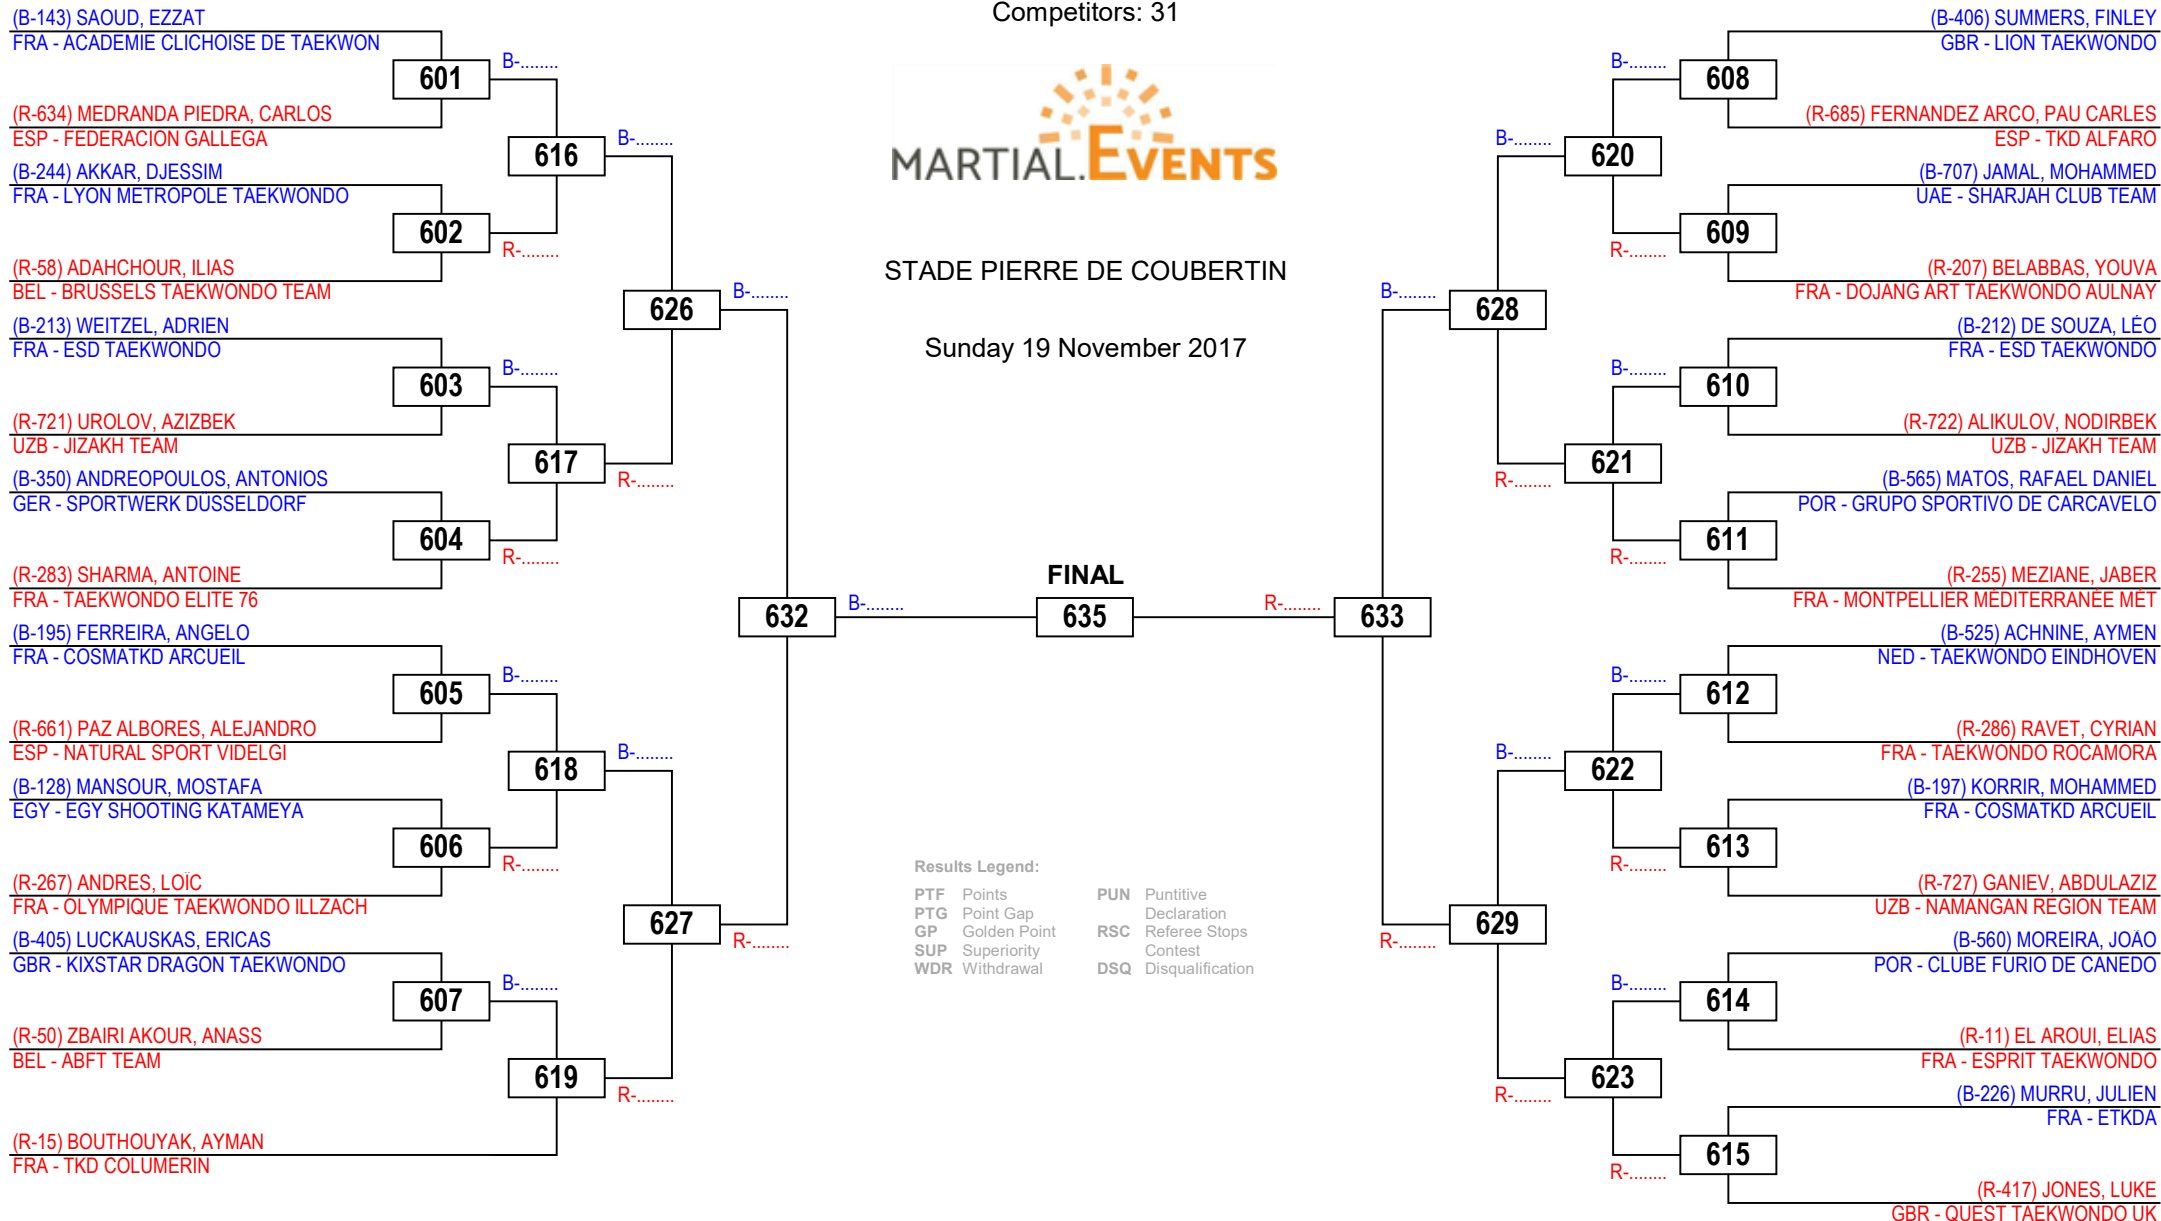 Competitors: 31
MARTIAL.EVENTS
STADE PIERRE DE COUBERTIN
Sunday 19 November 2017
(B-143) SAOUD, EZZAT
FRA - ACADEMIE CLICHOISE DE TAEKWON
601
B-........
(R-634) MEDRANDA PIEDRA, CARLOS
ESP - FEDERACION GALLEGA
616
B-........
(B-244) AKKAR, DJESSIM
FRA - LYON METROPOLE TAEKWONDO
602
R-........
(R-58) ADAHCHOUR, ILIAS
BEL - BRUSSELS TAEKWONDO TEAM
626
B-........
(B-213) WEITZEL, ADRIEN
FRA - ESD TAEKWONDO
603
B-........
(R-721) UROLOV, AZIZBEK
UZB - JIZAKH TEAM
617
R-........
(B-350) ANDREOPOULOS, ANTONIOS
GER - SPORTWERK DÜSSELDORF
604
R-........
(R-283) SHARMA, ANTOINE
FRA - TAEKWONDO ELITE 76
632
B-........
(B-195) FERREIRA, ANGELO
FRA - COSMATKD ARCUEIL
605
B-........
(R-661) PAZ ALBORES, ALEJANDRO
ESP - NATURAL SPORT VIDELGI
618
B-........
(B-128) MANSOUR, MOSTAFA
EGY - EGY SHOOTING KATAMEYA
606
R-........
(R-267) ANDRES, LOÏC
FRA - OLYMPIQUE TAEKWONDO ILLZACH
627
R-........
(B-405) LUCKAUSKAS, ERICAS
GBR - KIXSTAR DRAGON TAEKWONDO
607
B-........
(R-50) ZBAIRI AKOUR, ANASS
BEL - ABFT TEAM
619
R-........
(R-15) BOUTHOUYAK, AYMAN
FRA - TKD COLUMERIN
FINAL
635
Results Legend:
PTF Points
PTG Point Gap
GP Golden Point
SUP Superiority
WDR Withdrawal
PUN Puntitive
Declaration
RSC Referee Stops
Contest
DSQ Disqualification
(B-406) SUMMERS, FINLEY
GBR - LION TAEKWONDO
B-........
608
(R-685) FERNANDEZ ARCO, PAU CARLES
ESP - TKD ALFARO
B-........
620
(B-707) JAMAL, MOHAMMED
UAE - SHARJAH CLUB TEAM
R-........
609
(R-207) BELABBAS, YOUVA
FRA - DOJANG ART TAEKWONDO AULNAY
B-........
628
(B-212) DE SOUZA, LÉO
FRA - ESD TAEKWONDO
B-........
610
(R-722) ALIKULOV, NODIRBEK
UZB - JIZAKH TEAM
R-........
621
(B-565) MATOS, RAFAEL DANIEL
POR - GRUPO SPORTIVO DE CARCAVELO
R-........
611
(R-255) MEZIANE, JABER
FRA - MONTPELLIER MÉDITERRANÉE MÉT
R-........
633
(B-525) ACHNINE, AYMEN
NED - TAEKWONDO EINDHOVEN
B-........
612
(R-286) RAVET, CYRIAN
FRA - TAEKWONDO ROCAMORA
B-........
622
(B-197) KORRIR, MOHAMMED
FRA - COSMATKD ARCUEIL
R-........
613
(R-727) GANIEV, ABDULAZIZ
UZB - NAMANGAN REGION TEAM
R-........
629
(B-560) MOREIRA, JOÃO
POR - CLUBE FURIO DE CANEDO
B-........
614
(R-11) EL AROUI, ELIAS
FRA - ESPRIT TAEKWONDO
R-........
623
(B-226) MURRU, JULIEN
FRA - ETKDA
R-........
615
(R-417) JONES, LUKE
GBR - QUEST TAEKWONDO UK